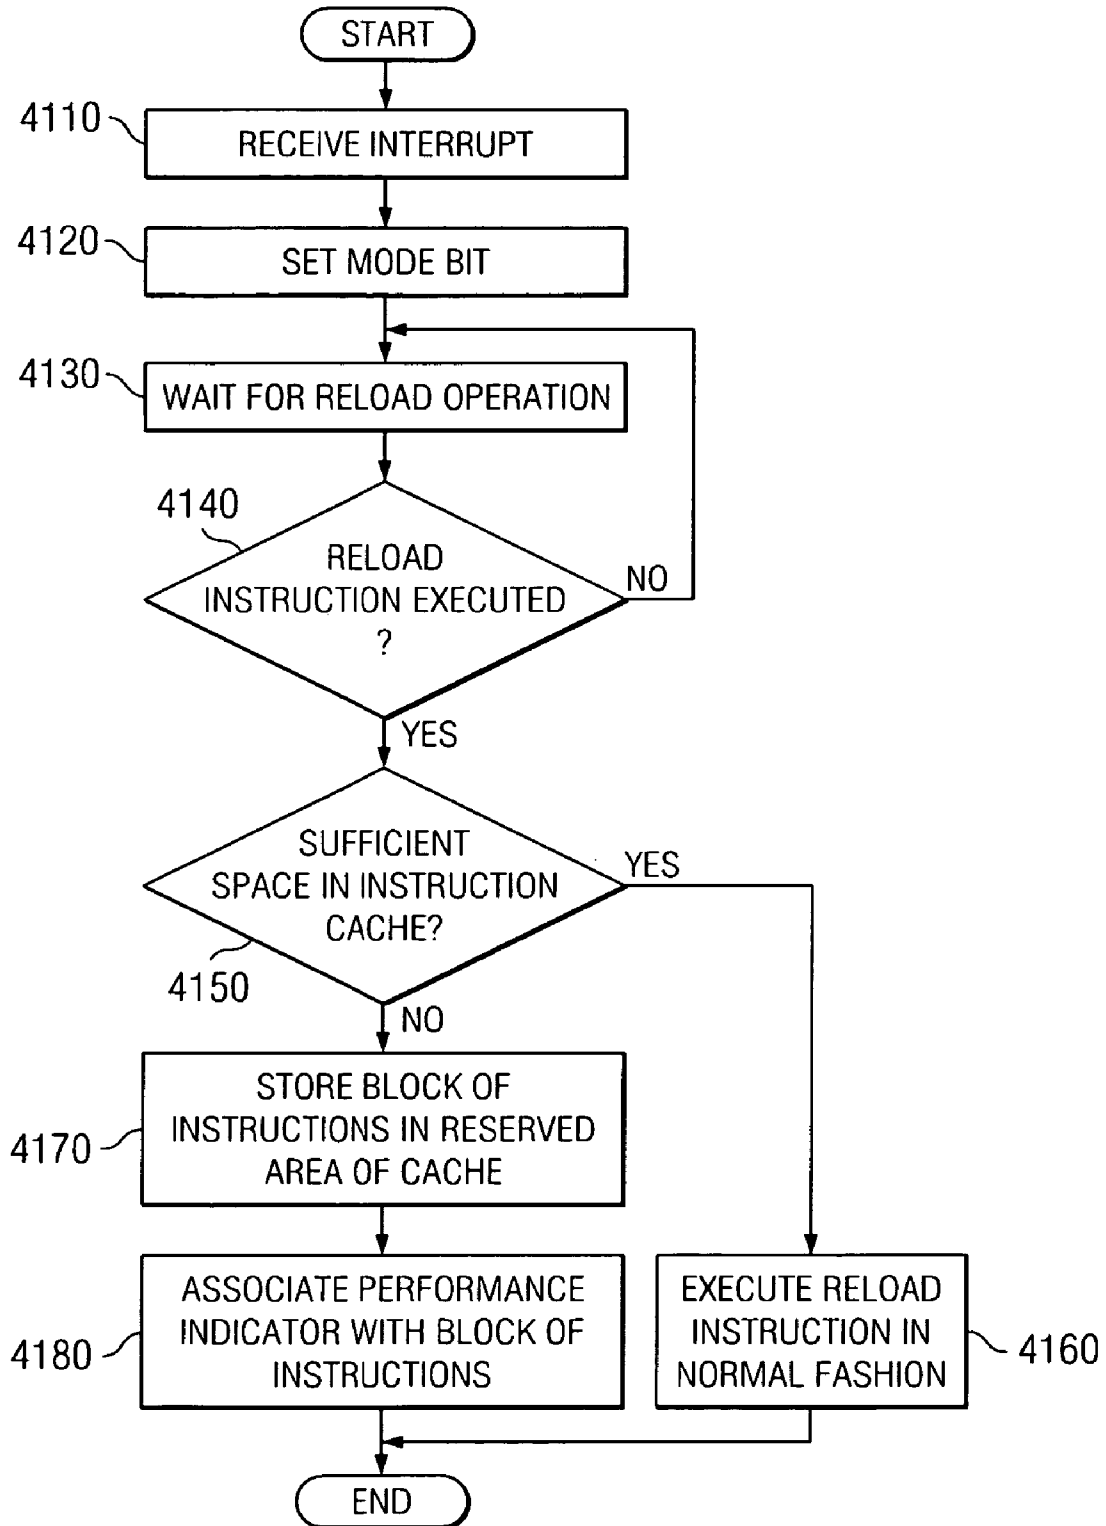 START
4110
RECEIVE INTERRUPT
4120
SET MODE BIT
4130
WAIT FOR RELOAD OPERATION
4140
RELOAD
INSTRUCTION EXECUTED
?
NO
YES
SUFFICIENT
SPACE IN INSTRUCTION
CACHE?
YES
4150
NO
STORE BLOCK OF
INSTRUCTIONS IN RESERVED
AREA OF CACHE
4170
ASSOCIATE PERFORMANCE
INDICATOR WITH BLOCK OF
INSTRUCTIONS
4180
EXECUTE RELOAD
INSTRUCTION IN
NORMAL FASHION
4160
END